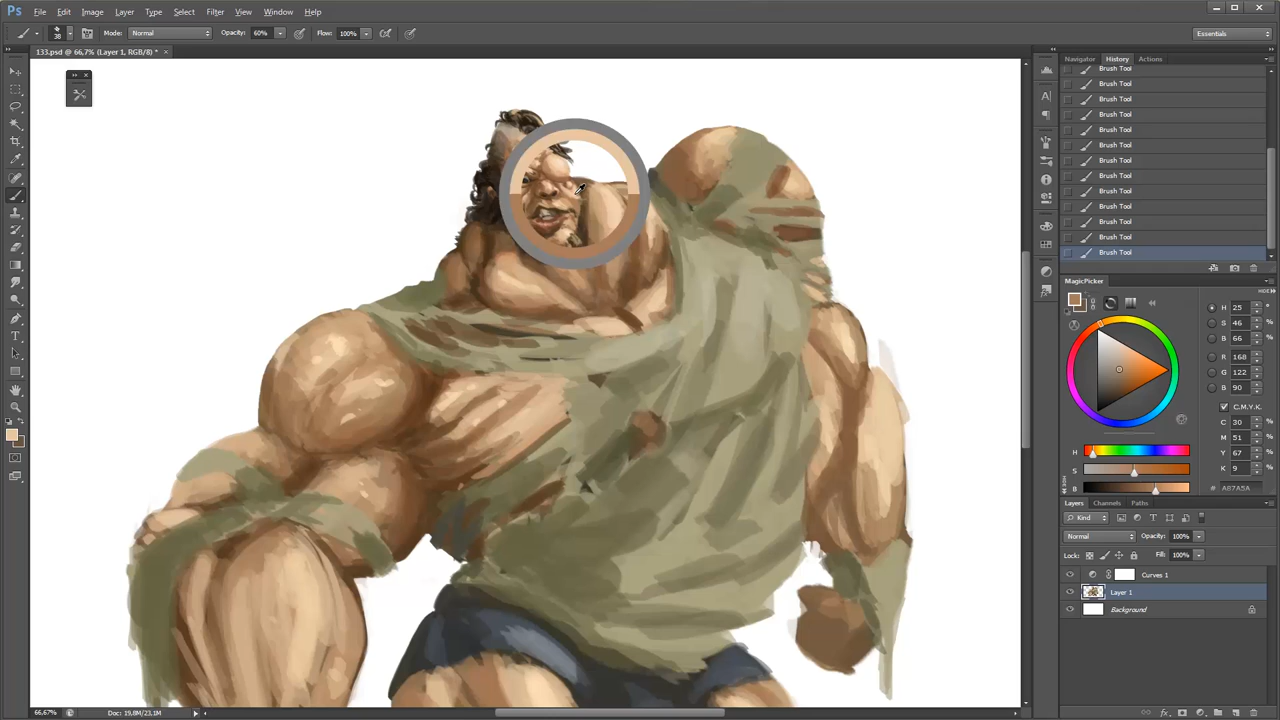 Ps File Edit Image Layer Type Select Filter View Window Help
38 Mode: Normal Opacity: 60% Flow: 100% Essentials
133.psd @ 66,7% (Layer 1, RGB/8) * ×
Navigator History Actions
Brush Tool
Brush Tool
Brush Tool
Brush Tool
Brush Tool
Brush Tool
Brush Tool
Brush Tool
Brush Tool
Brush Tool
Brush Tool
Brush Tool
Brush Tool
MagicPicker
HIDE
H 25 °
S 46 %
B 66 %
R 168
G 122
B 90
C.M.Y.K.
C 30 %
M 51 %
Y 67 %
K 9 %
H
S
B
# A87A5A
Layers Channels Paths
Kind
Normal Opacity: 100%
Lock: Fill: 100%
Curves 1
Layer 1
Background
66,67% Doc: 19,8M/23,1M